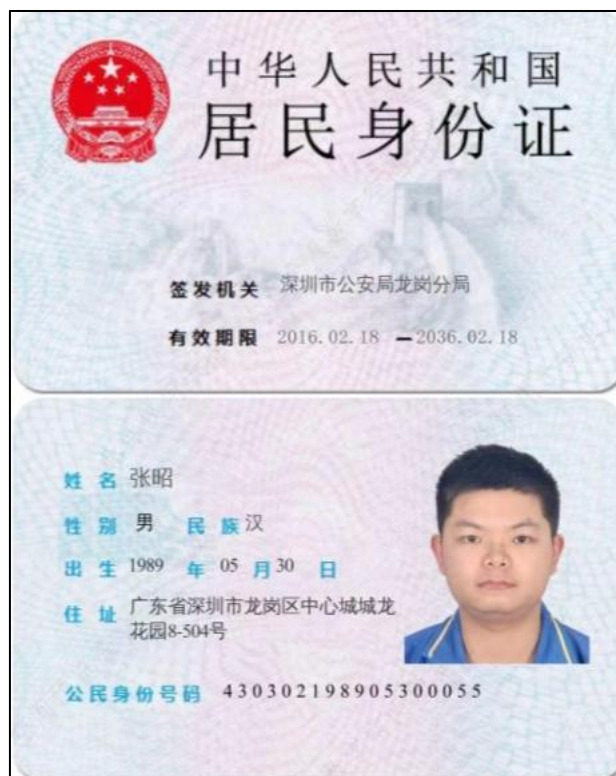 中华人民共和国
居民身份证
签发机关 深圳市公安局龙岗分局
有效期限 2016.02.18 —2036.02.18
姓名 张昭
性别 男 民族 汉
出生 1989 年 05 月 30 日
住址 广东省深圳市龙岗区中心城城龙
花园8-504号
公民身份号码 430302198905300055